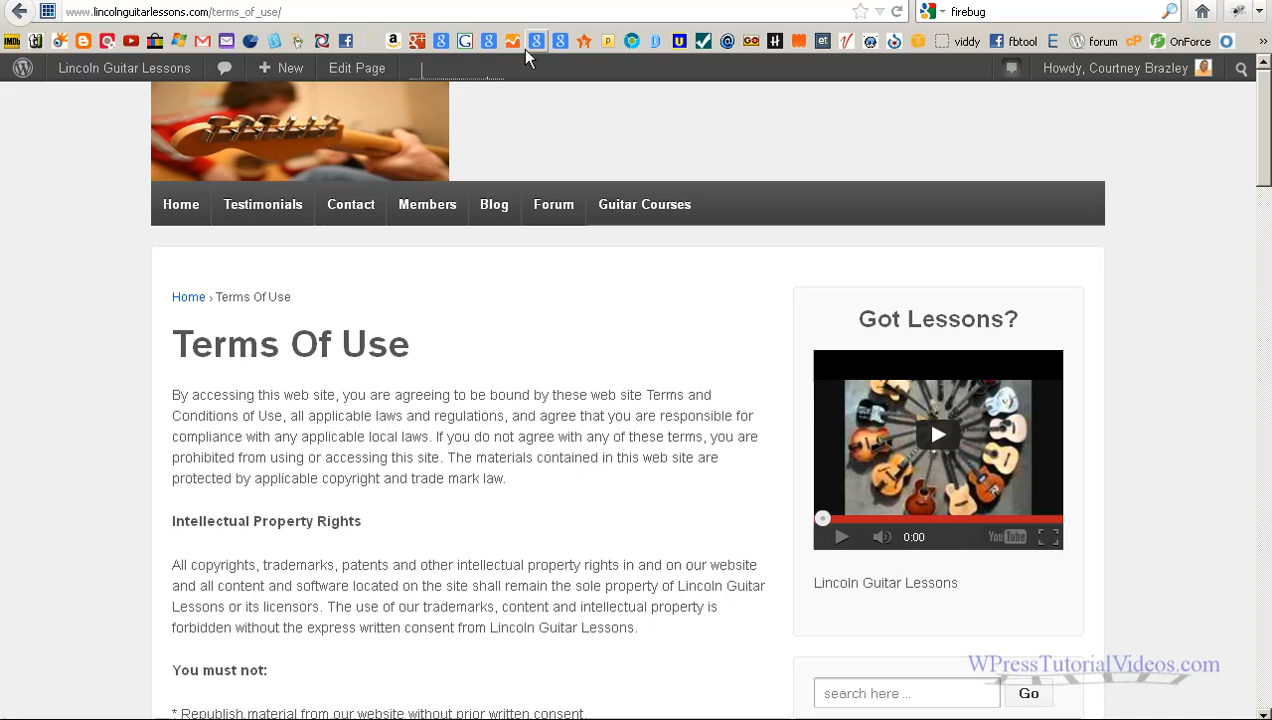 www.lincolnguitarlessons.com/terms_of_use/
firebug
viddy
fbtool
forum
OnForce
Lincoln Guitar Lessons
New
Edit Page
Howdy, Courtney Brazley
Home
Testimonials
Contact
Members
Blog
Forum
Guitar Courses
Home › Terms Of Use
Terms Of Use
By accessing this web site, you are agreeing to be bound by these web site Terms and
Conditions of Use, all applicable laws and regulations, and agree that you are responsible for
compliance with any applicable local laws. If you do not agree with any of these terms, you are
prohibited from using or accessing this site. The materials contained in this web site are
protected by applicable copyright and trade mark law.
Intellectual Property Rights
All copyrights, trademarks, patents and other intellectual property rights in and on our website
and all content and software located on the site shall remain the sole property of Lincoln Guitar
Lessons or its licensors. The use of our trademarks, content and intellectual property is
forbidden without the express written consent from Lincoln Guitar Lessons.
You must not:
* Republish material from our website without prior written consent.
Got Lessons?
0:00
YouTube
Lincoln Guitar Lessons
WPressTutorialVideos.com
search here ...
Go